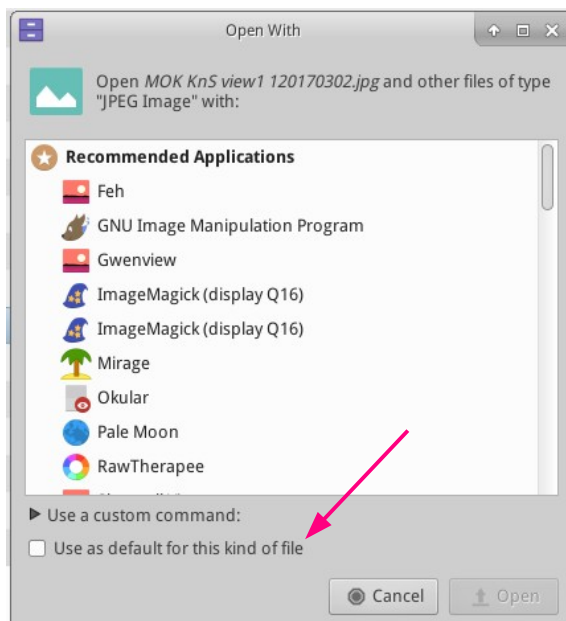 Open With
Open MOK KnS view1 120170302.jpg and other files of type
"JPEG Image" with:
Recommended Applications
Feh
GNU Image Manipulation Program
Gwenview
ImageMagick (display Q16)
ImageMagick (display Q16)
Mirage
Okular
Pale Moon
RawTherapee
Use a custom command:
Use as default for this kind of file
Cancel
Open